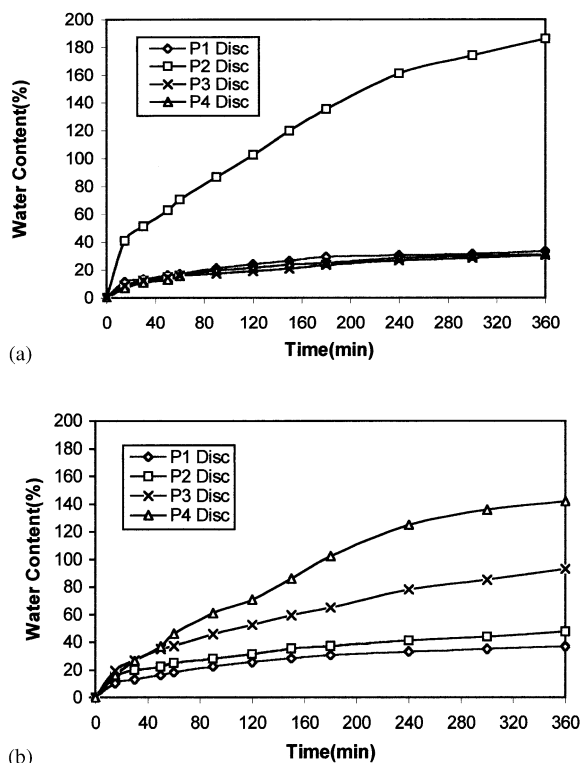 200
180
160
140
120
100
80
60
40
20
0
Water Content(%)
P1 Disc
P2 Disc
P3 Disc
P4 Disc
0 40 80 120 160 200 240 280 320 360
Time(min)
(a)
200
180
160
140
120
100
80
60
40
20
0
Water Content(%)
P1 Disc
P2 Disc
P3 Disc
P4 Disc
0 40 80 120 160 200 240 280 320 360
Time(min)
(b)